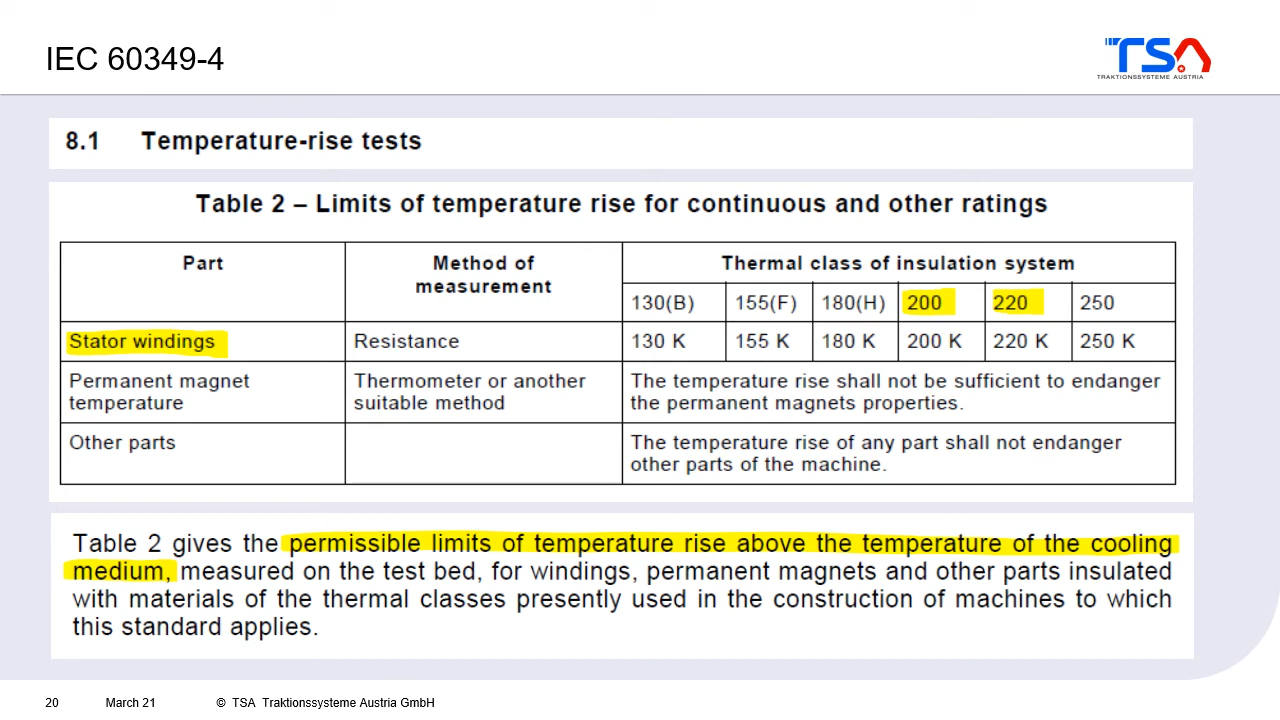 IEC 60349-4
TSA
TRAKTIONSSYSTEME AUSTRIA
8.1 Temperature-rise tests
Table 2 – Limits of temperature rise for continuous and other ratings
Part
Method of
measurement
Thermal class of insulation system
130(B) 155(F) 180(H) 200 220 250
Stator windings Resistance 130 K 155 K 180 K 200 K 220 K 250 K
Permanent magnet
temperature
Thermometer or another
suitable method
The temperature rise shall not be sufficient to endanger
the permanent magnets properties.
Other parts
The temperature rise of any part shall not endanger
other parts of the machine.
Table 2 gives the permissible limits of temperature rise above the temperature of the cooling
medium, measured on the test bed, for windings, permanent magnets and other parts insulated
with materials of the thermal classes presently used in the construction of machines to which
this standard applies.
20 March 21 © TSA Traktionssysteme Austria GmbH